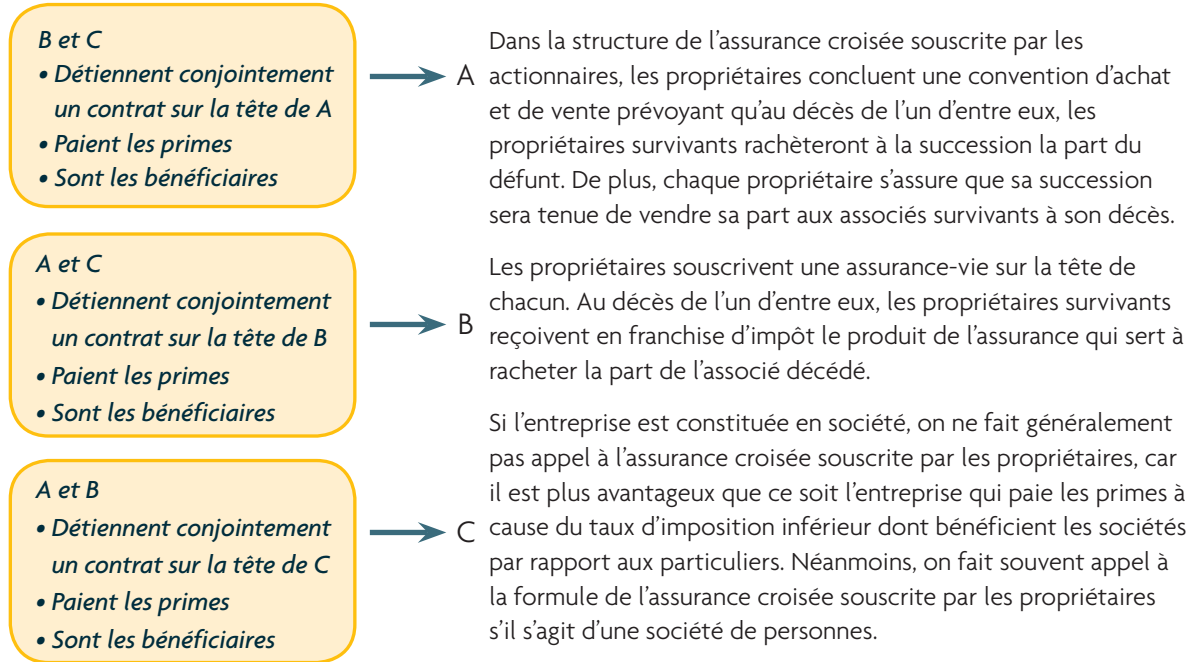 B et C
• Détiennent conjointement
un contrat sur la tête de A
• Paient les primes
• Sont les bénéficiaires
A
A et C
• Détiennent conjointement
un contrat sur la tête de B
• Paient les primes
• Sont les bénéficiaires
B
A et B
• Détiennent conjointement
un contrat sur la tête de C
• Paient les primes
• Sont les bénéficiaires
C
Dans la structure de l’assurance croisée souscrite par les
actionnaires, les propriétaires concluent une convention d’achat
et de vente prévoyant qu’au décès de l’un d’entre eux, les
propriétaires survivants rachèteront à la succession la part du
défunt. De plus, chaque propriétaire s’assure que sa succession
sera tenue de vendre sa part aux associés survivants à son décès.
Les propriétaires souscrivent une assurance-vie sur la tête de
chacun. Au décès de l’un d’entre eux, les propriétaires survivants
reçoivent en franchise d’impôt le produit de l’assurance qui sert à
racheter la part de l’associé décédé.
Si l’entreprise est constituée en société, on ne fait généralement
pas appel à l’assurance croisée souscrite par les propriétaires, car
il est plus avantageux que ce soit l’entreprise qui paie les primes à
cause du taux d’imposition inférieur dont bénéficient les sociétés
par rapport aux particuliers. Néanmoins, on fait souvent appel à
la formule de l’assurance croisée souscrite par les propriétaires
s’il s’agit d’une société de personnes.